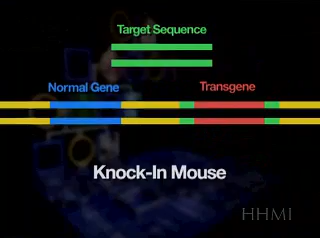 Target Sequence
Normal Gene Transgene
Knock-In Mouse
HHMI